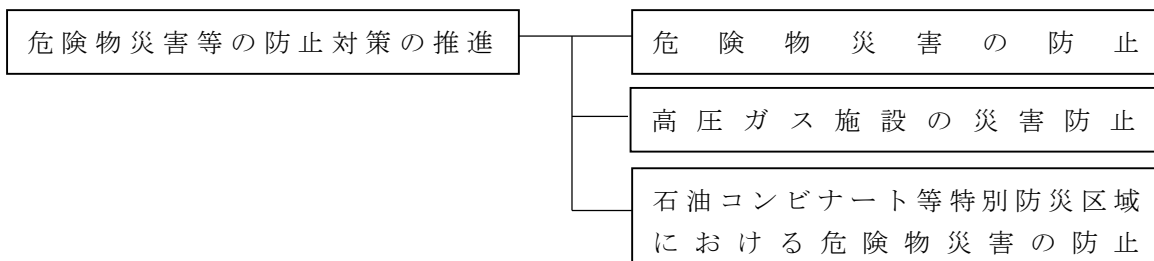 危険物災害等の防止対策の推進
危険物災害の防止
高圧ガス施設の災害防止
石油コンビナート等特別防災区域
における危険物災害の防止